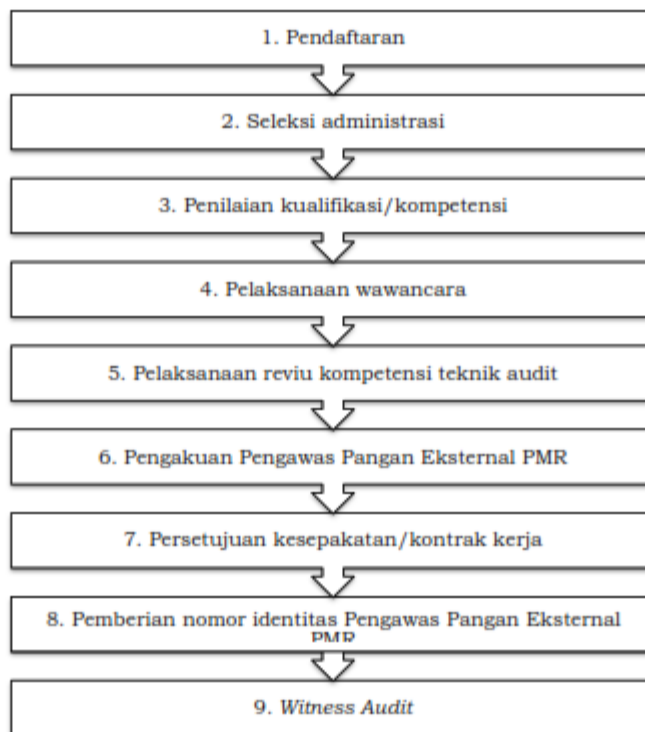 1. Pendaftaran
2. Seleksi administrasi
3. Penilaian kualifikasi/kompetensi
4. Pelaksanaan wawancara
5. Pelaksanaan reviu kompetensi teknik audit
6. Pengakuan Pengawas Pangan Eksternal PMR
7. Persetujuan kesepakatan/kontrak kerja
8. Pemberian nomor identitas Pengawas Pangan Eksternal
PMR
9. Witness Audit